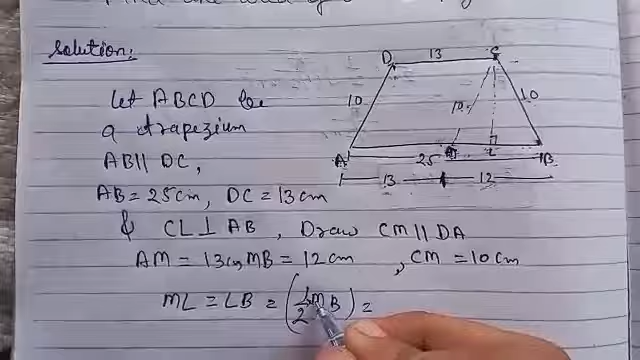 Solution:
Let ABCD be
a trapezium
AB || DC,
AB = 25cm, DC = 13cm
& CL ⊥ AB, Draw CM || DA
AM = 13cm, MB = 12cm, CM = 10cm
ML = LB = (1/2 MB) =
D 13 C
10 10 10
A 25 M L B
13 12